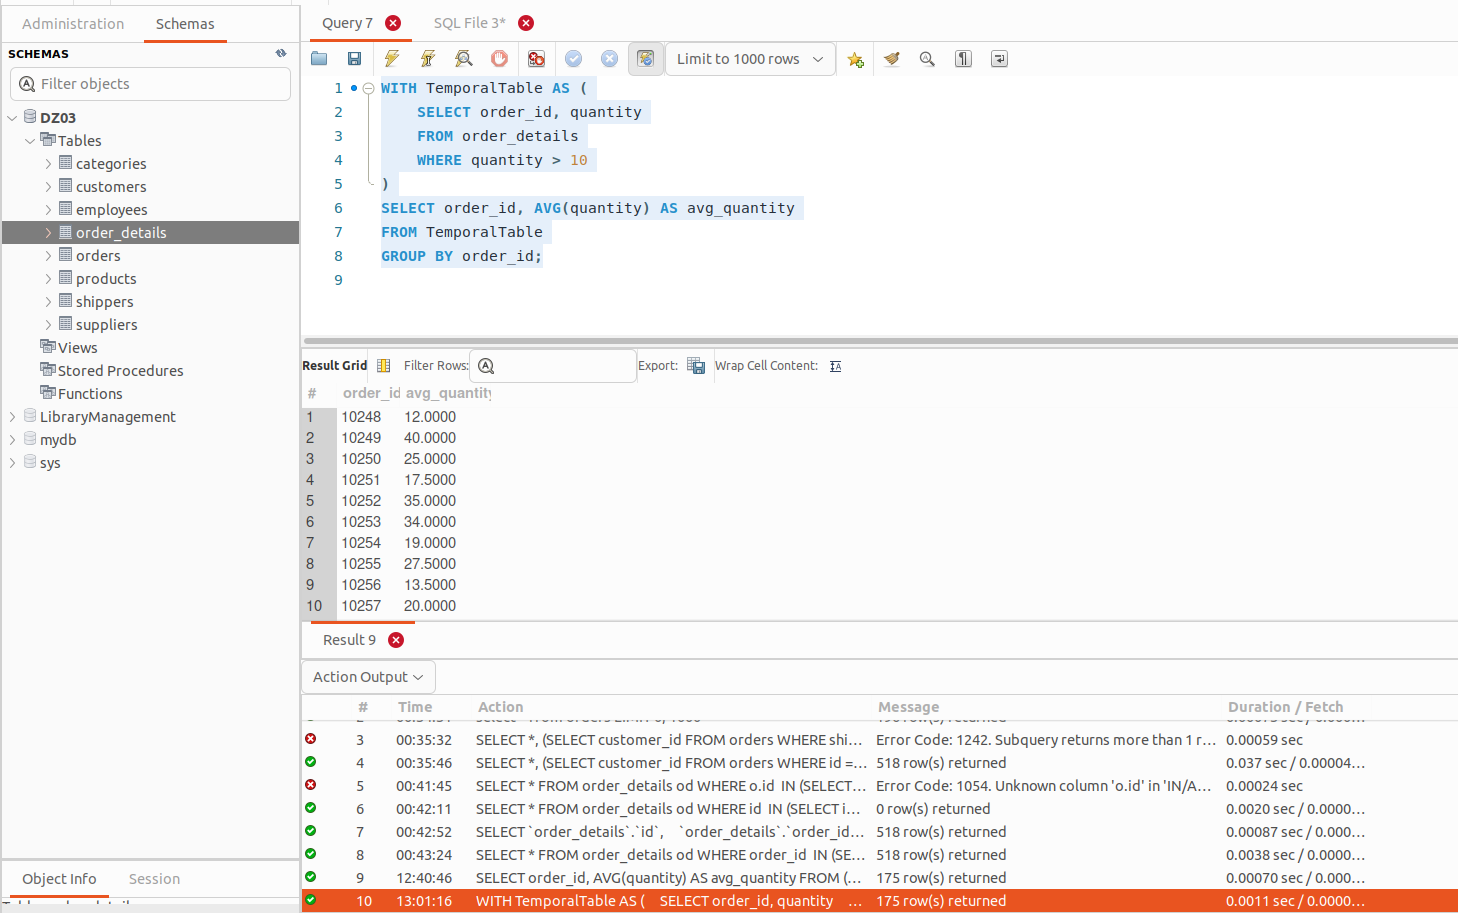 Administration
Schemas
SCHEMAS
Filter objects
DZ03
Tables
categories
customers
employees
order_details
orders
products
shippers
suppliers
Views
Stored Procedures
Functions
LibraryManagement
mydb
sys
Object Info
Session
Query 7
SQL File 3*
Limit to 1000 rows
1 WITH TemporalTable AS (
2 SELECT order_id, quantity
3 FROM order_details
4 WHERE quantity > 10
5 )
6 SELECT order_id, AVG(quantity) AS avg_quantity
7 FROM TemporalTable
8 GROUP BY order_id;
9
Result Grid
Filter Rows:
Export:
Wrap Cell Content:
# order_id avg_quantity
1 10248 12.0000
2 10249 40.0000
3 10250 25.0000
4 10251 17.5000
5 10252 35.0000
6 10253 34.0000
7 10254 19.0000
8 10255 27.5000
9 10256 13.5000
10 10257 20.0000
Result 9
Action Output
# Time Action Message Duration / Fetch
3 00:35:32 SELECT *, (SELECT customer_id FROM orders WHERE shi... Error Code: 1242. Subquery returns more than 1 r... 0.00059 sec
4 00:35:46 SELECT *, (SELECT customer_id FROM orders WHERE id =... 518 row(s) returned 0.037 sec / 0.00004...
5 00:41:45 SELECT * FROM order_details od WHERE o.id IN (SELECT... Error Code: 1054. Unknown column 'o.id' in 'IN/A... 0.00024 sec
6 00:42:11 SELECT * FROM order_details od WHERE id IN (SELECT i... 0 row(s) returned 0.0020 sec / 0.0000...
7 00:42:52 SELECT `order_details`.`id`, `order_details`.`order_id... 518 row(s) returned 0.00087 sec / 0.000...
8 00:43:24 SELECT * FROM order_details od WHERE order_id IN (SE... 518 row(s) returned 0.0038 sec / 0.0000...
9 12:40:46 SELECT order_id, AVG(quantity) AS avg_quantity FROM (... 175 row(s) returned 0.00070 sec / 0.000...
10 13:01:16 WITH TemporalTable AS ( SELECT order_id, quantity ... 175 row(s) returned 0.0011 sec / 0.0000...